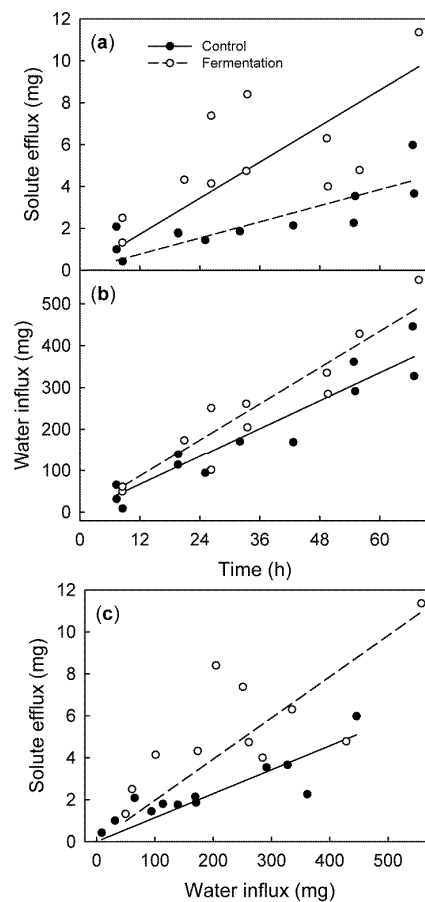 12
(a)
Control
Fermentation
10
8
6
4
2
0
Solute efflux (mg)
(b)
500
400
300
200
100
0
Water influx (mg)
0 12 24 36 48 60
Time (h)
12
(c)
10
8
6
4
2
0
Solute efflux (mg)
0 100 200 300 400 500
Water influx (mg)